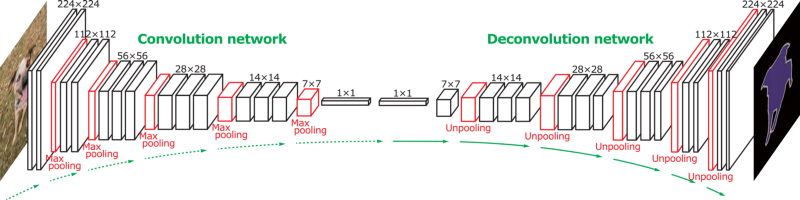 224×224
112×112
56×56
Convolution network
28×28
14×14
7×7
1×1
1×1
Deconvolution network
7×7
14×14
28×28
56×56
112×112
224×224
Max
pooling
Max
pooling
Max
pooling
Max
pooling
Max
pooling
Unpooling
Unpooling
Unpooling
Unpooling
Unpooling